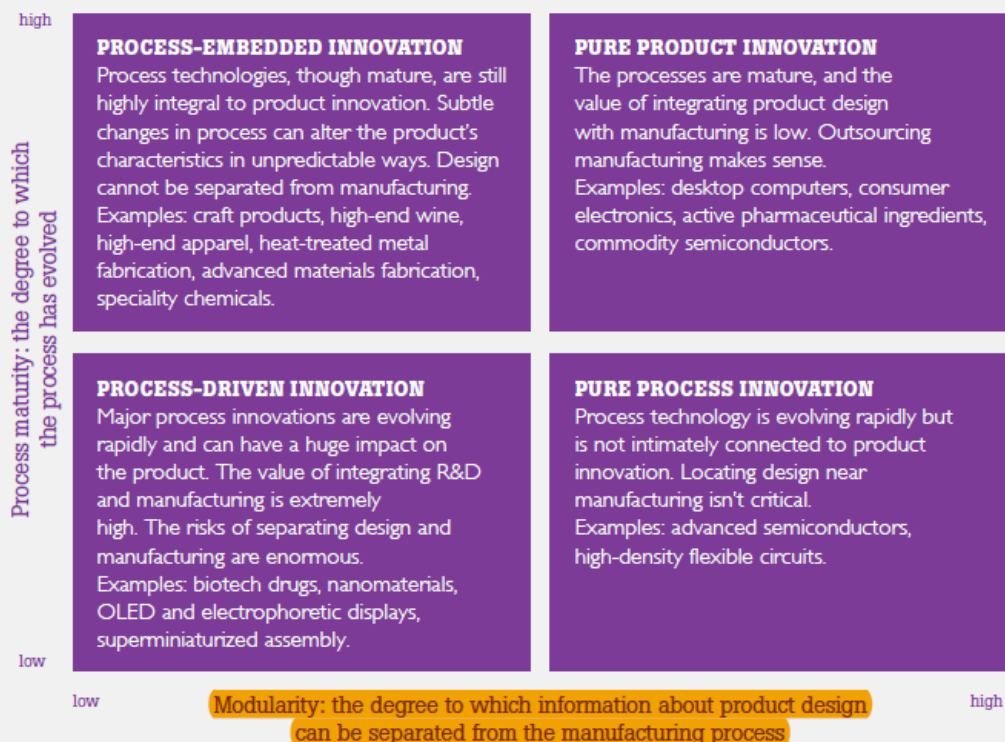 high
PROCESS-EMBEDDED INNOVATION
Process technologies, though mature, are still
highly integral to product innovation. Subtle
changes in process can alter the product's
characteristics in unpredictable ways. Design
cannot be separated from manufacturing.
Examples: craft products, high-end wine,
high-end apparel, heat-treated metal
fabrication, advanced materials fabrication,
speciality chemicals.
PURE PRODUCT INNOVATION
The processes are mature, and the
value of integrating product design
with manufacturing is low. Outsourcing
manufacturing makes sense.
Examples: desktop computers, consumer
electronics, active pharmaceutical ingredients,
commodity semiconductors.
Process maturity: the degree to which
the process has evolved
PROCESS-DRIVEN INNOVATION
Major process innovations are evolving
rapidly and can have a huge impact on
the product. The value of integrating R&D
and manufacturing is extremely
high. The risks of separating design and
manufacturing are enormous.
Examples: biotech drugs, nanomaterials,
OLED and electrophoretic displays,
superminiaturized assembly.
PURE PROCESS INNOVATION
Process technology is evolving rapidly but
is not intimately connected to product
innovation. Locating design near
manufacturing isn't critical.
Examples: advanced semiconductors,
high-density flexible circuits.
low
low
Modularity: the degree to which information about product design
can be separated from the manufacturing process
high